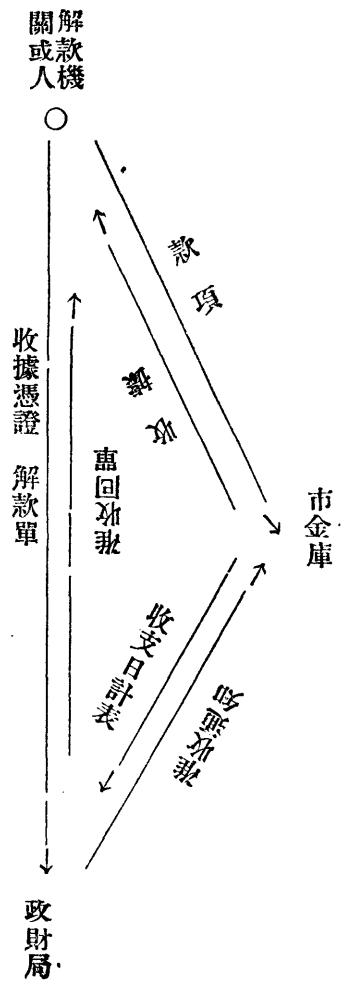 解款機
關或人
款項
收據
收據憑證 解款單
准收回單
市金庫
收支日計表
准收通知
政財局